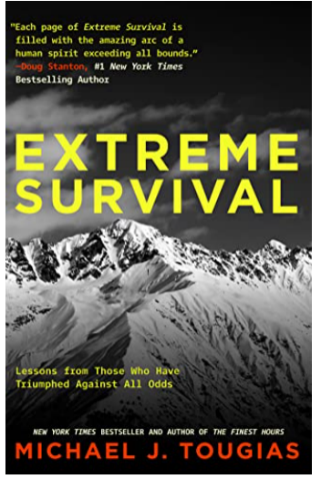 "Each page of Extreme Survival is
filled with the amazing arc of a
human spirit exceeding all bounds."
—Doug Stanton, #1 New York Times
Bestselling Author
EXTREME
SURVIVAL
Lessons from Those Who Have
Triumphed Against All Odds
NEW YORK TIMES BESTSELLER AND AUTHOR OF THE FINEST HOURS
MICHAEL J. TOUGIAS